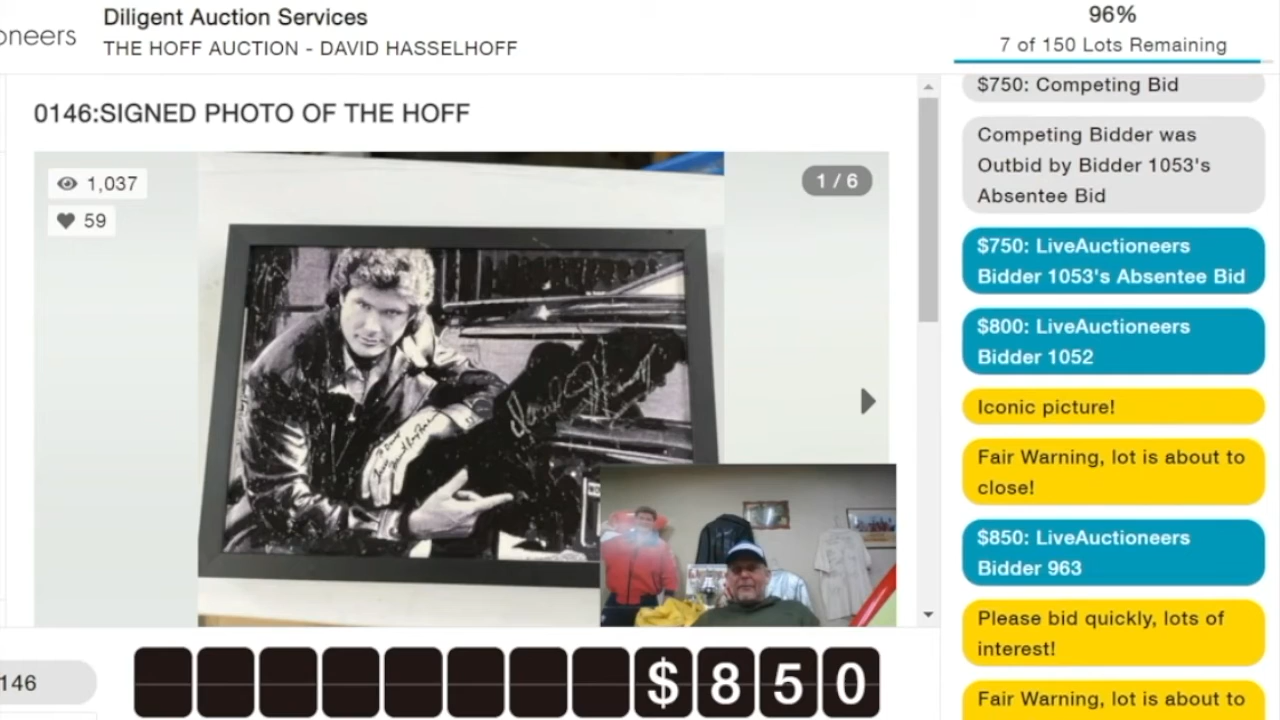 oneers
Diligent Auction Services
THE HOFF AUCTION - DAVID HASSELHOFF
96%
7 of 150 Lots Remaining
0146:SIGNED PHOTO OF THE HOFF
1,037
59
1 / 6
146
$850
$750: Competing Bid
Competing Bidder was
Outbid by Bidder 1053's
Absentee Bid
$750: LiveAuctioneers
Bidder 1053's Absentee Bid
$800: LiveAuctioneers
Bidder 1052
Iconic picture!
Fair Warning, lot is about to
close!
$850: LiveAuctioneers
Bidder 963
Please bid quickly, lots of
interest!
Fair Warning, lot is about to